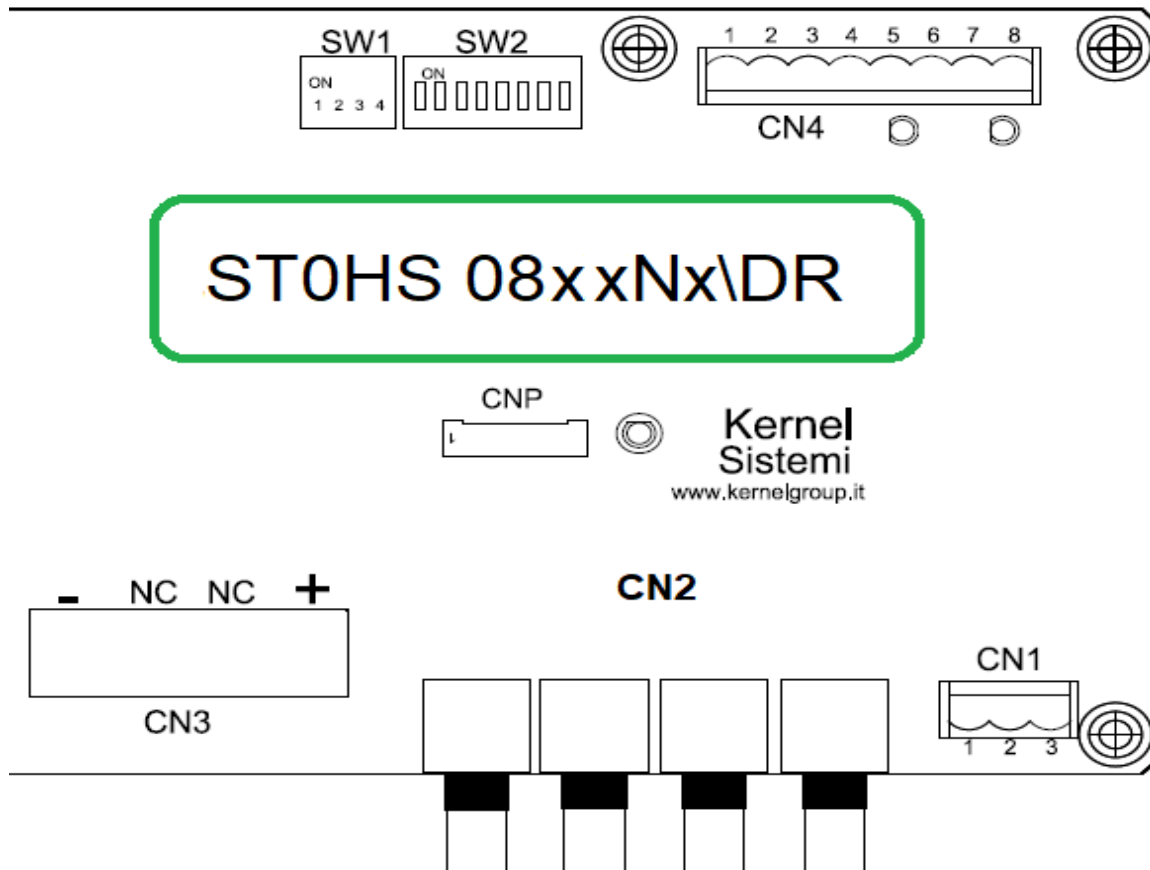 SW1 SW2
ON
1 2 3 4
ON
1 2 3 4 5 6 7 8
CN4
ST0HS 08xxNx\DR
CNP
1
Kernel
Sistemi
www.kernelgroup.it
- NC NC +
CN3
CN2
CN1
1 2 3